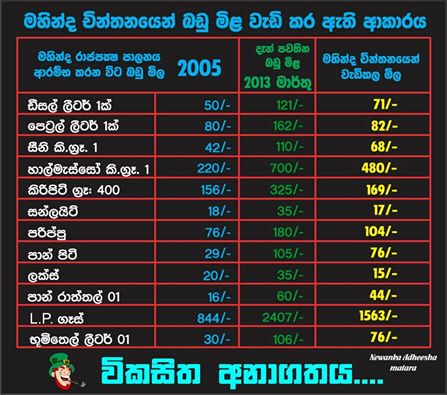 මහින්ද චින්තනයෙන් බඩු මිළ වැඩි කර ඇති ආකාරය
මහින්ද රාජපක්ෂ පාලනය ආරම්භ කරන විට බඩු මිල 2005 දැන් පවතින බඩු මිළ 2013 මාර්තු මහින්ද චින්තනයෙන් වැඩිකල මිල
ඩීසල් ලීටර් 1ක් 50/- 121/- 71/-
පෙට්‍රල් ලීටර් 1ක් 80/- 162/- 82/-
සීනි කි.ග්‍රෑ. 1 42/- 110/- 68/-
හාල්මැස්සෝ කි.ග්‍රෑ. 1 220/- 700/- 480/-
කිරිපිටි ග්‍රෑ: 400 156/- 325/- 169/-
සන්ලයිට් 18/- 35/- 17/-
පරිප්පු 76/- 180/- 104/-
පාන් පිටි 29/- 105/- 76/-
ලක්ස් 20/- 35/- 15/-
පාන් රාත්තල් 01 16/- 60/- 44/-
L.P. ගෑස් 844/- 2407/- 1563/-
භූමිතෙල් ලීටර් 01 30/- 106/- 76/-
Newanka Adheesha
matara
විකසිත අනාගතය....